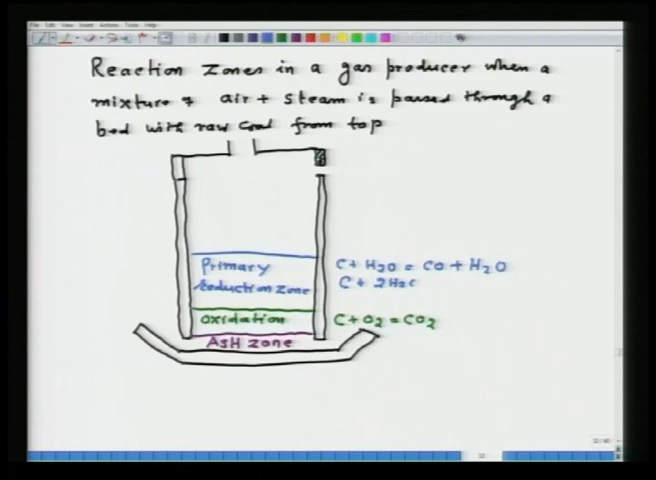 Reaction Zones in a gas producer when a
mixture of air + steam is passed through a
bed with raw coal from top
Primary
reduction zone
Oxidation
ASH zone
C + H2O = CO + H2O
C + 2H2O
C + O2 = CO2